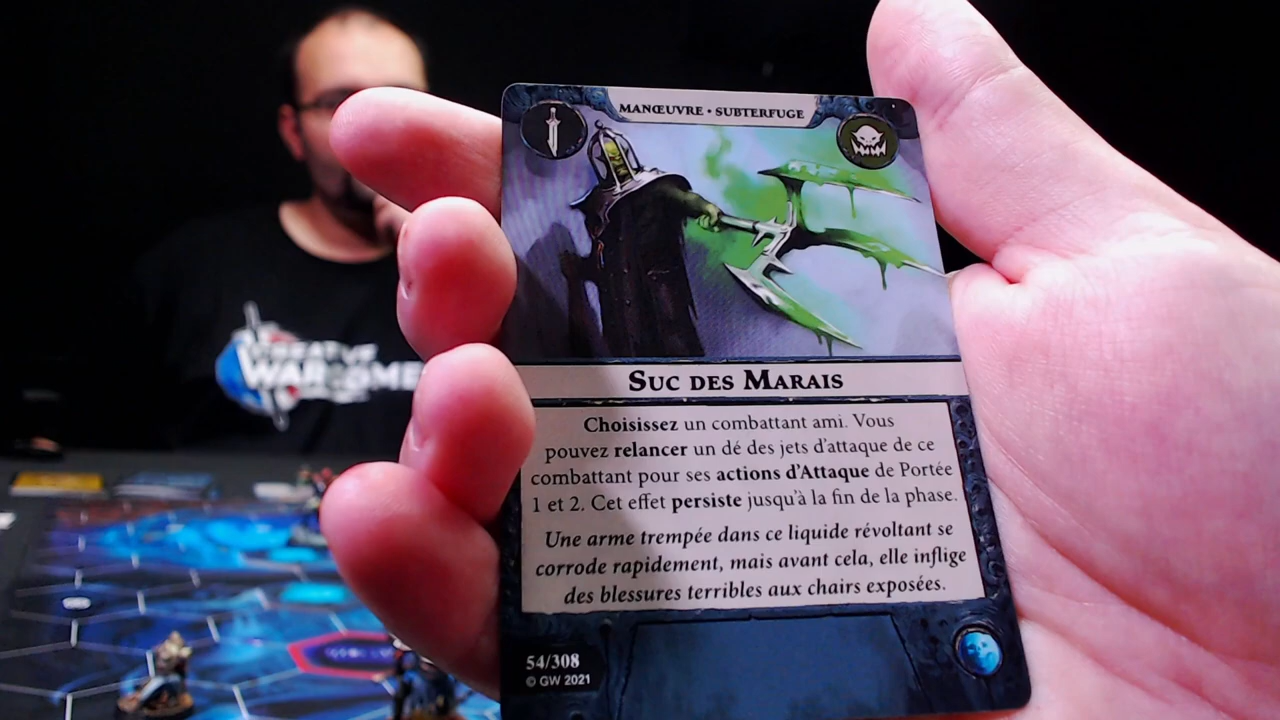 MANŒUVRE • SUBTERFUGE
SUC DES MARAIS
Choisissez un combattant ami. Vous
pouvez relancer un dé des jets d'attaque de ce
combattant pour ses actions d'Attaque de Portée
1 et 2. Cet effet persiste jusqu'à la fin de la phase.
Une arme trempée dans ce liquide révoltant se
corrode rapidement, mais avant cela, elle inflige
des blessures terribles aux chairs exposées.
54/308
© GW 2021